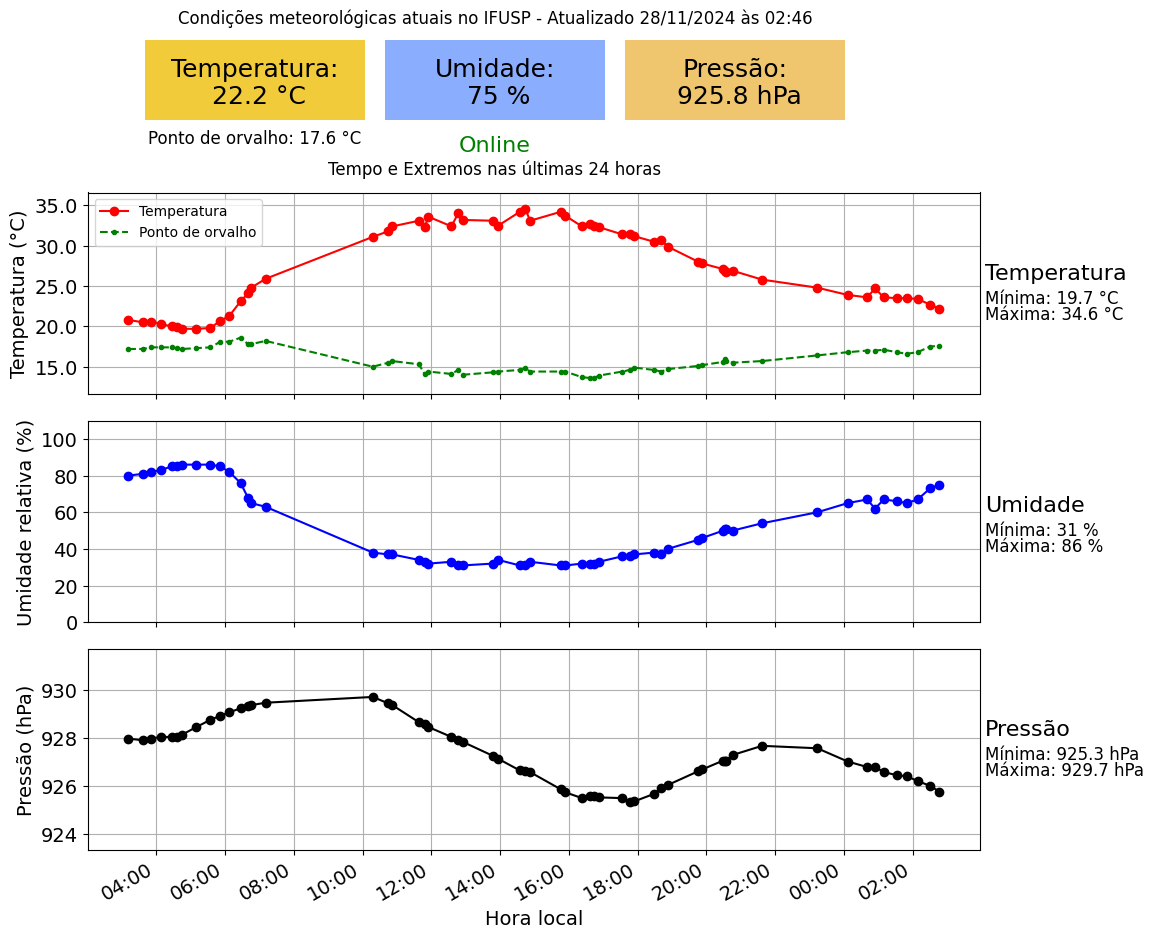 Condições meteorológicas atuais no IFUSP - Atualizado 28/11/2024 às 02:46
Temperatura:
22.2 °C
Umidade:
75 %
Pressão:
925.8 hPa
Ponto de orvalho: 17.6 °C
Online
Tempo e Extremos nas últimas 24 horas
Temperatura (°C)
35.0
30.0
25.0
20.0
15.0
Temperatura
Ponto de orvalho
Temperatura
Mínima: 19.7 °C
Máxima: 34.6 °C
Umidade relativa (%)
100
80
60
40
20
0
Umidade
Mínima: 31 %
Máxima: 86 %
Pressão (hPa)
930
928
926
924
Pressão
Mínima: 925.3 hPa
Máxima: 929.7 hPa
04:00
06:00
08:00
10:00
12:00
14:00
16:00
18:00
20:00
22:00
00:00
02:00
Hora local